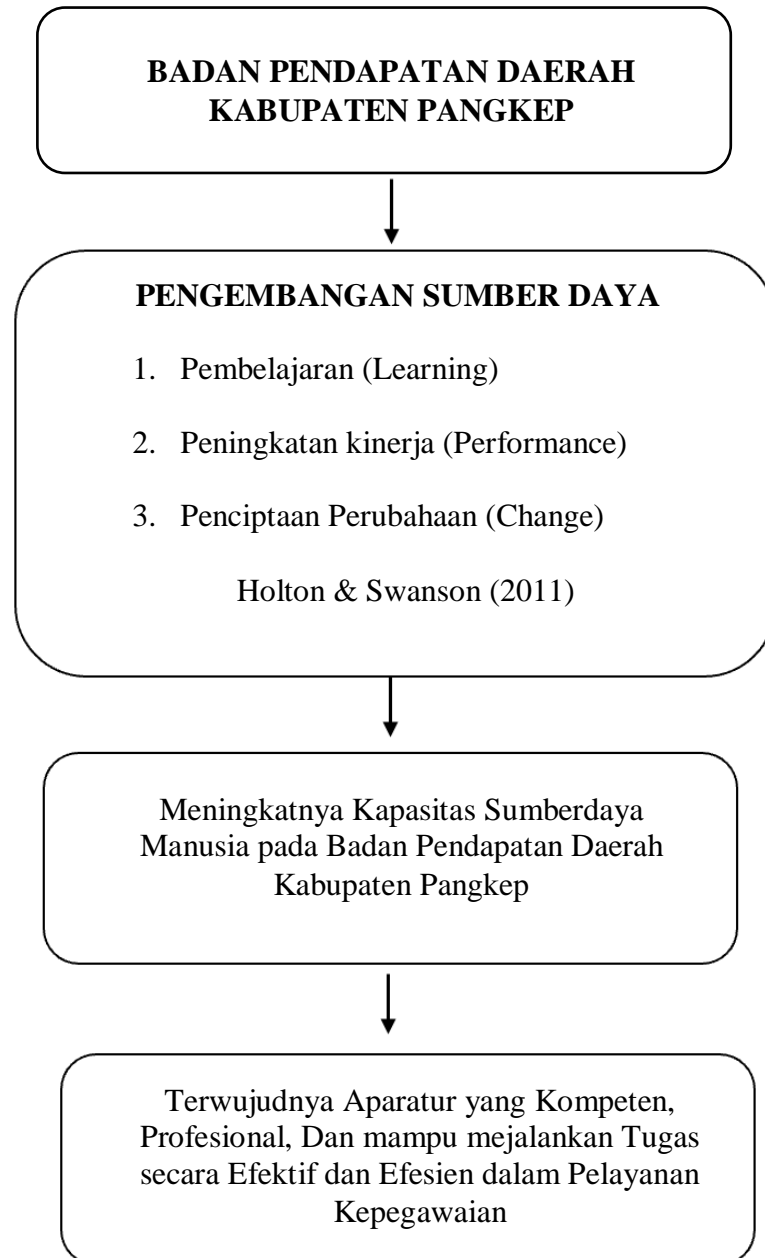 BADAN PENDAPATAN DAERAH
KABUPATEN PANGKEP
PENGEMBANGAN SUMBER DAYA
1. Pembelajaran (Learning)
2. Peningkatan kinerja (Performance)
3. Penciptaan Perubahaan (Change)
Holton & Swanson (2011)
Meningkatnya Kapasitas Sumberdaya
Manusia pada Badan Pendapatan Daerah
Kabupaten Pangkep
Terwujudnya Aparatur yang Kompeten,
Profesional, Dan mampu mejalankan Tugas
secara Efektif dan Efesien dalam Pelayanan
Kepegawaian